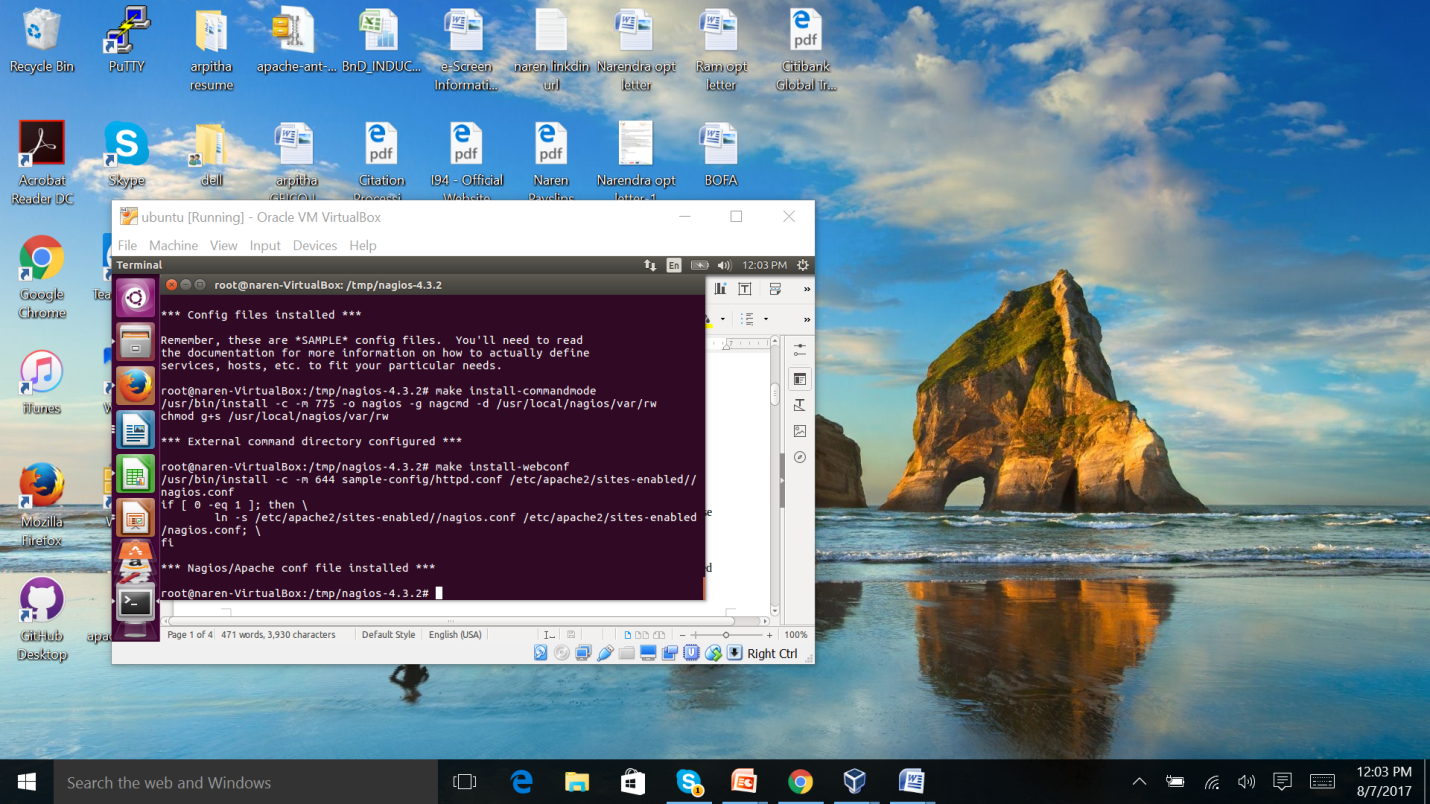 Recycle Bin
PuTTY
arpitha
resume
apache-ant-...
BnD_INDUC...
e-Screen
Informati...
naren linkdin
url
Narendra opt
letter
Ram opt
letter
Citibank
Global Tr...
Acrobat
Reader DC
Skype
dell
arpitha
Citation
I94 - Official
Naren
Narendra opt
BOFA
ubuntu [Running] - Oracle VM VirtualBox
File Machine View Input Devices Help
Terminal
En
12:03 PM
root@naren-VirtualBox: /tmp/nagios-4.3.2
*** Config files installed ***
Remember, these are *SAMPLE* config files. You'll need to read
the documentation for more information on how to actually define
services, hosts, etc. to fit your particular needs.
root@naren-VirtualBox:/tmp/nagios-4.3.2# make install-commandmode
/usr/bin/install -c -m 775 -o nagios -g nagcmd -d /usr/local/nagios/var/rw
chmod g+s /usr/local/nagios/var/rw
*** External command directory configured ***
root@naren-VirtualBox:/tmp/nagios-4.3.2# make install-webconf
/usr/bin/install -c -m 644 sample-config/httpd.conf /etc/apache2/sites-enabled//
nagios.conf
if [ 0 -eq 1 ]; then \
ln -s /etc/apache2/sites-enabled//nagios.conf /etc/apache2/sites-enabled
/nagios.conf; \
fi
*** Nagios/Apache conf file installed ***
root@naren-VirtualBox:/tmp/nagios-4.3.2#
Page 1 of 4
471 words, 3,930 characters
Default Style
English (USA)
100%
Right Ctrl
Google
Chrome
iTunes
Mozilla
Firefox
GitHub
Desktop
Search the web and Windows
12:03 PM
8/7/2017